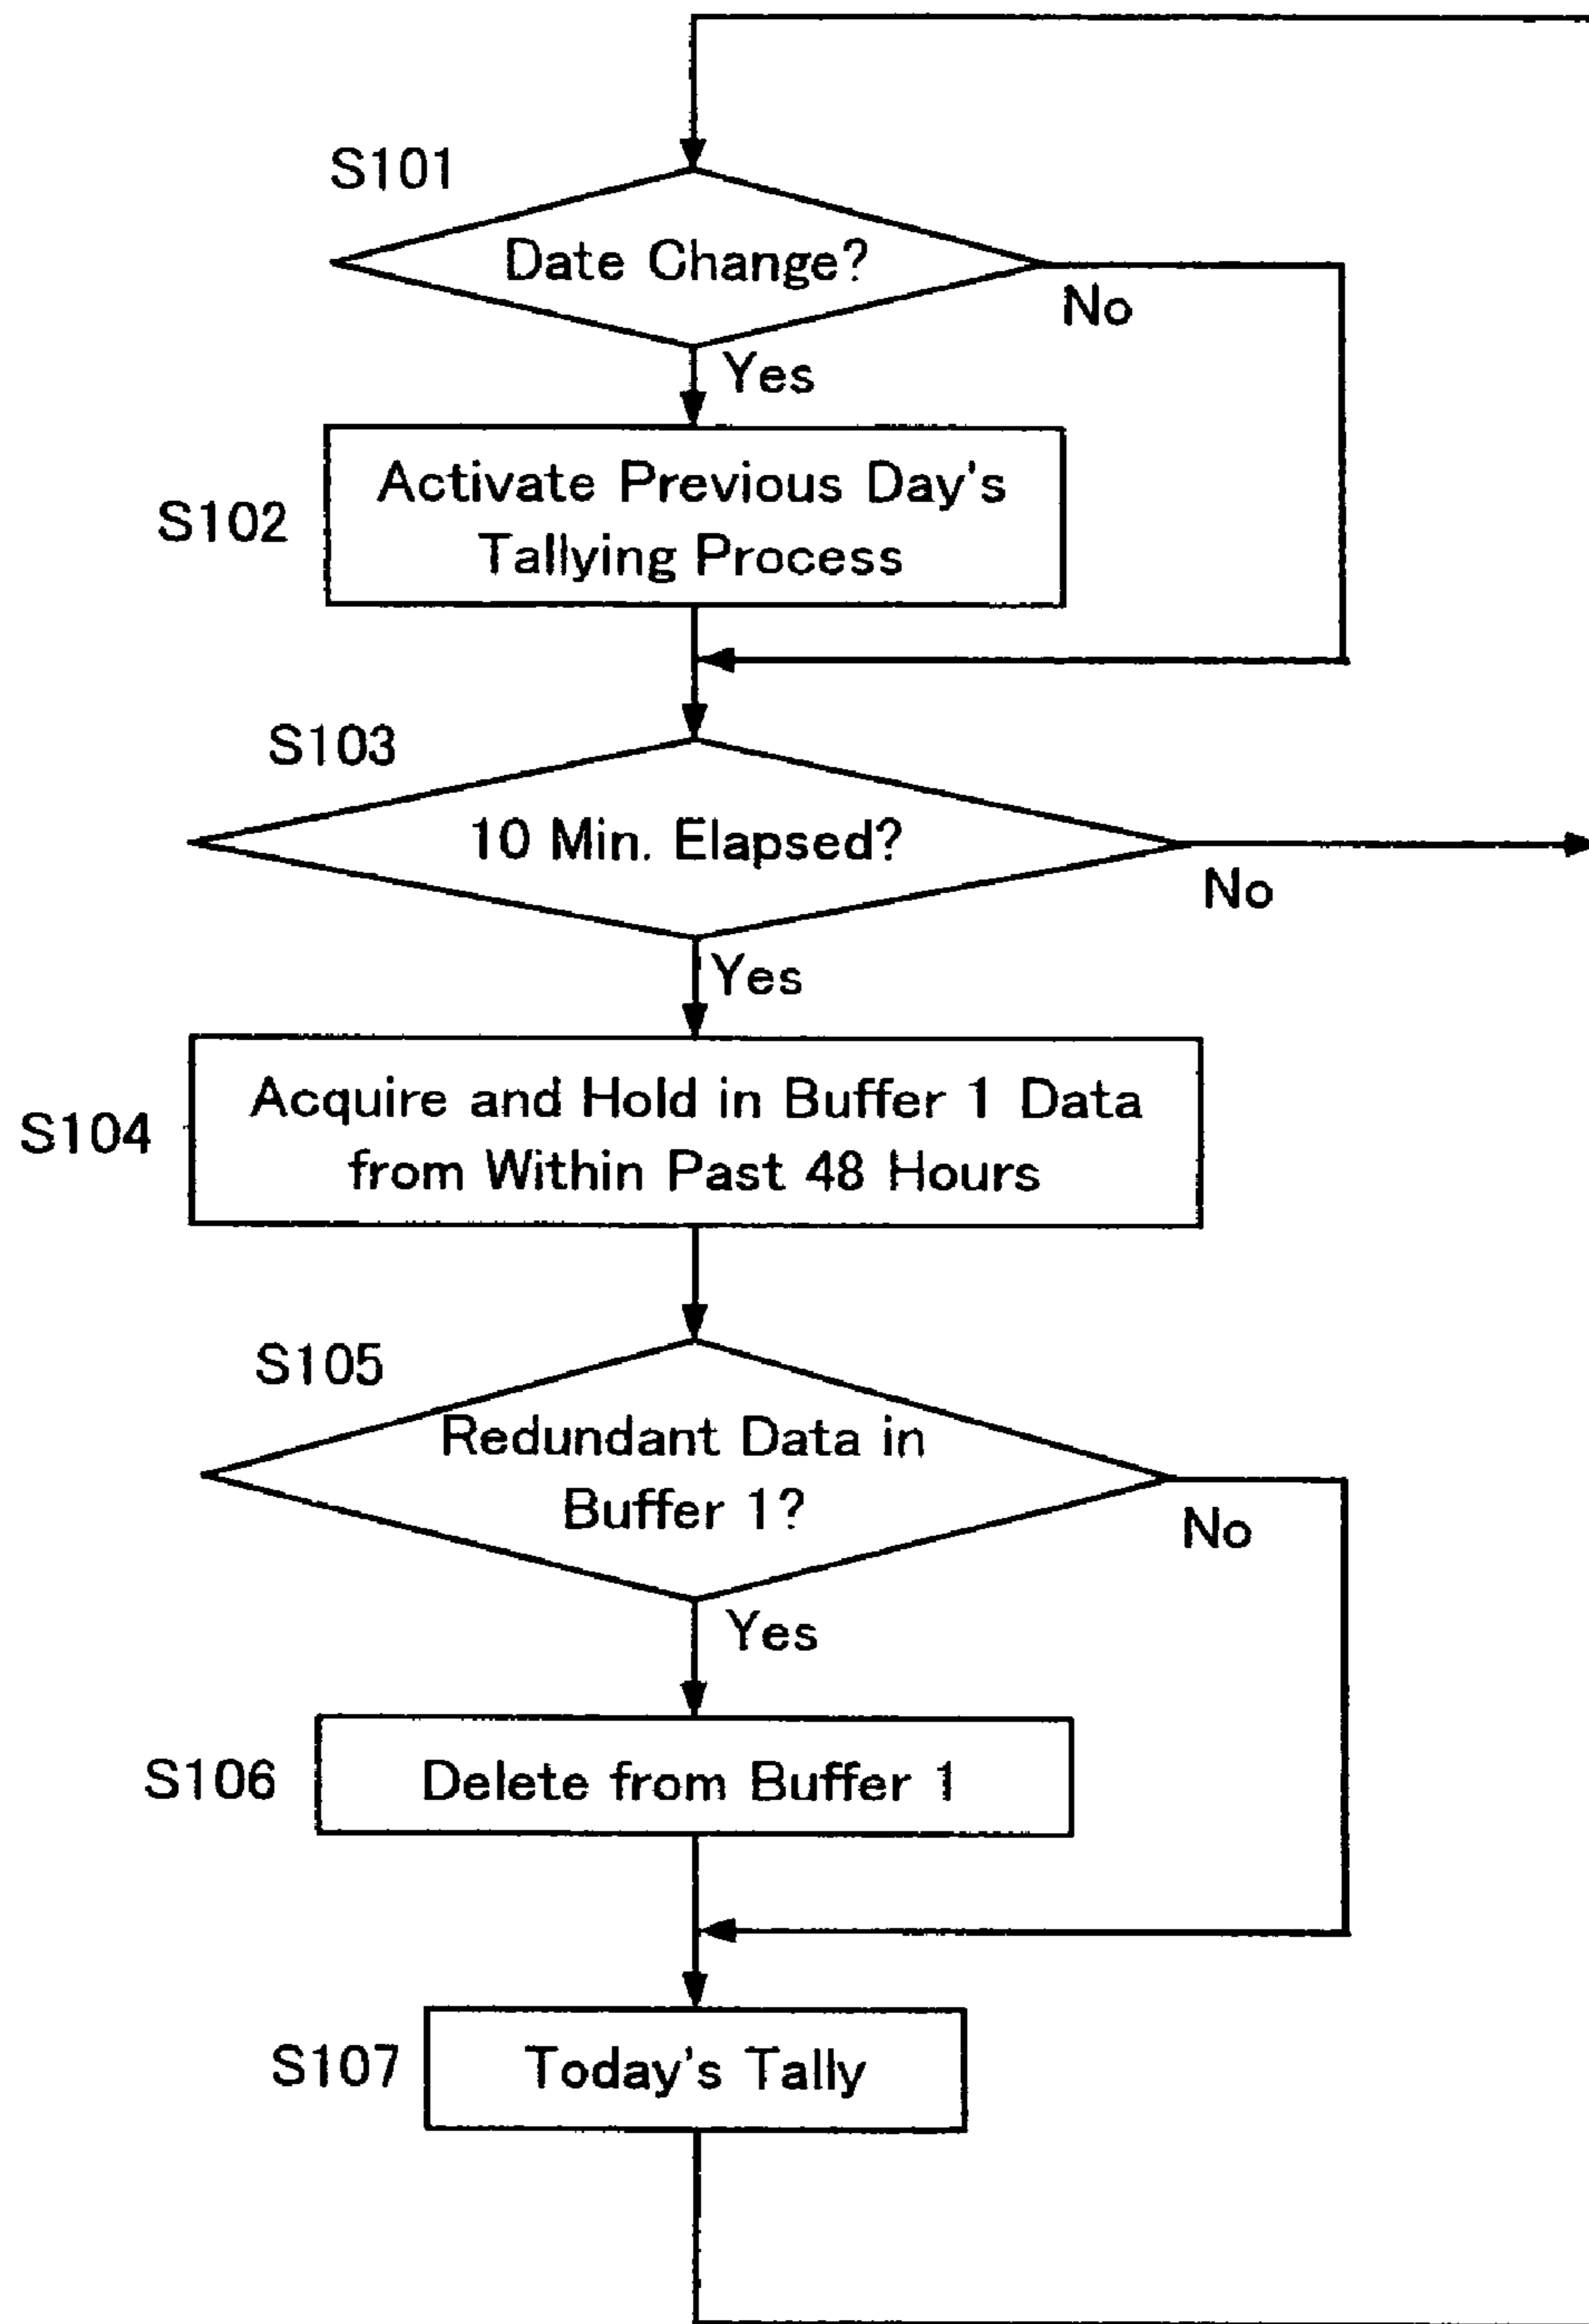 S101
Date Change?
No
Yes
S102
Activate Previous Day's
Tallying Process
S103
10 Min. Elapsed?
No
Yes
S104
Acquire and Hold in Buffer 1 Data
from Within Past 48 Hours
S105
Redundant Data in
Buffer 1?
No
Yes
S106
Delete from Buffer 1
S107
Today's Tally